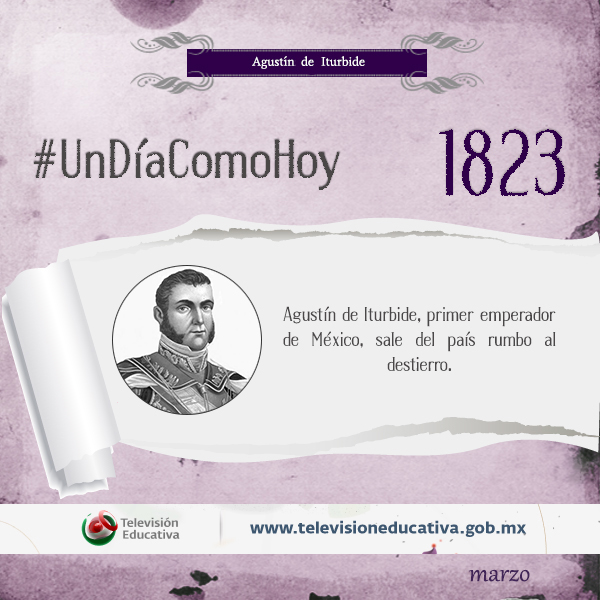 Agustín de Iturbide
#UnDíaComoHoy
1823
Agustín de Iturbide, primer emperador
de México, sale del país rumbo al
destierro.
Televisión
Educativa
www.televisioneducativa.gob.mx
marzo